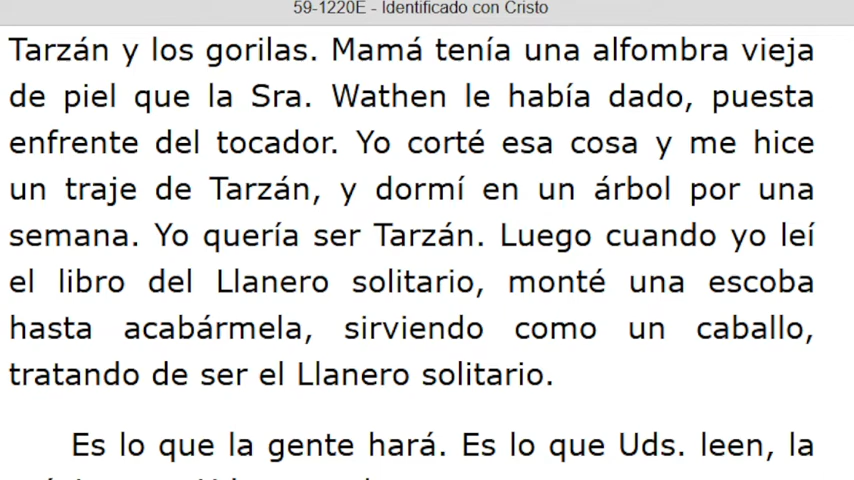 59-1220E - Identificado con Cristo
Tarzán y los gorilas. Mamá tenía una alfombra vieja
de piel que la Sra. Wathen le había dado, puesta
enfrente del tocador. Yo corté esa cosa y me hice
un traje de Tarzán, y dormí en un árbol por una
semana. Yo quería ser Tarzán. Luego cuando yo leí
el libro del Llanero solitario, monté una escoba
hasta acabármela, sirviendo como un caballo,
tratando de ser el Llanero solitario.
Es lo que la gente hará. Es lo que Uds. leen, la